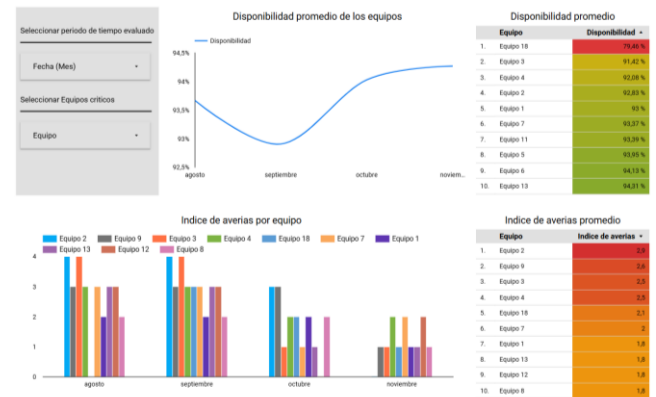 Seleccionar periodo de tiempo evaluado
Fecha (Mes)
Seleccionar Equipos críticos
Equipo
Disponibilidad promedio de los equipos
Disponibilidad
94,5%
94%
93,5%
93%
92,5%
agosto septiembre octubre noviem...
Disponibilidad promedio
Equipo Disponibilidad
1. Equipo 18 79,46 %
2. Equipo 3 91,42 %
3. Equipo 4 92,08 %
4. Equipo 2 92,83 %
5. Equipo 1 93 %
6. Equipo 7 93,37 %
7. Equipo 11 93,39 %
8. Equipo 5 93,95 %
9. Equipo 6 94,13 %
10. Equipo 13 94,31 %
Indice de averias por equipo
Equipo 2 Equipo 9 Equipo 3 Equipo 4 Equipo 18 Equipo 7 Equipo 1
Equipo 13 Equipo 12 Equipo 8
4
3
2
1
0
agosto septiembre octubre noviembre
Indice de averias promedio
Equipo Indice de averias
1. Equipo 2
2. Equipo 9 2,6
3. Equipo 3 2,5
4. Equipo 4 2,5
5. Equipo 18 2,1
6. Equipo 7 2
7. Equipo 1 1,8
8. Equipo 13 1,8
9. Equipo 12 1,8
10. Equipo 8 1,8